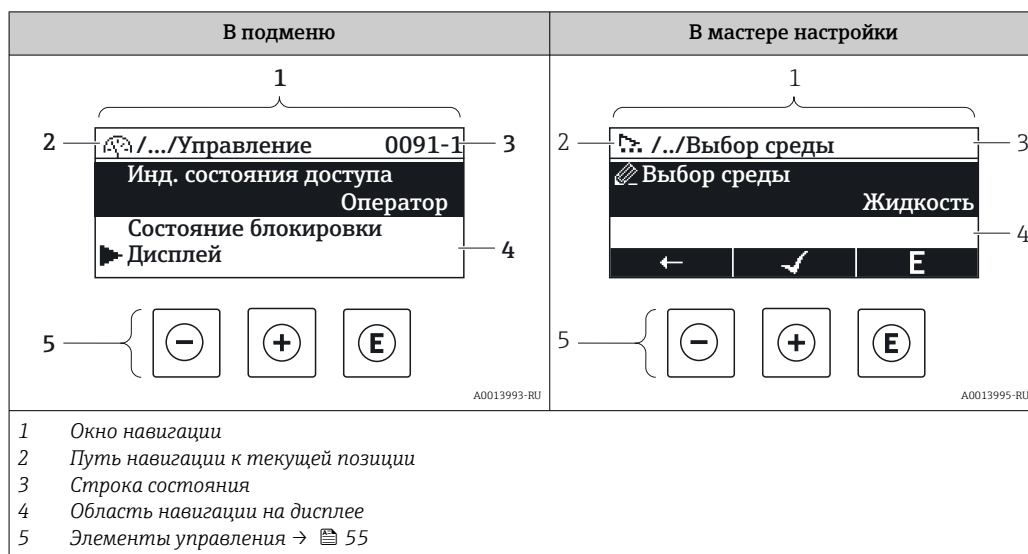 В подменю
В мастере настройки
1
2 /.../Управление 0091-1 3
Инд. состояния доступа
Оператор
Состояние блокировки
Дисплей
4
5 E
A0013993-RU
1
2 /../Выбор среды 3
Выбор среды
Жидкость
4
E
5 E
A0013995-RU
1 Окно навигации
2 Путь навигации к текущей позиции
3 Строка состояния
4 Область навигации на дисплее
5 Элементы управления → 55